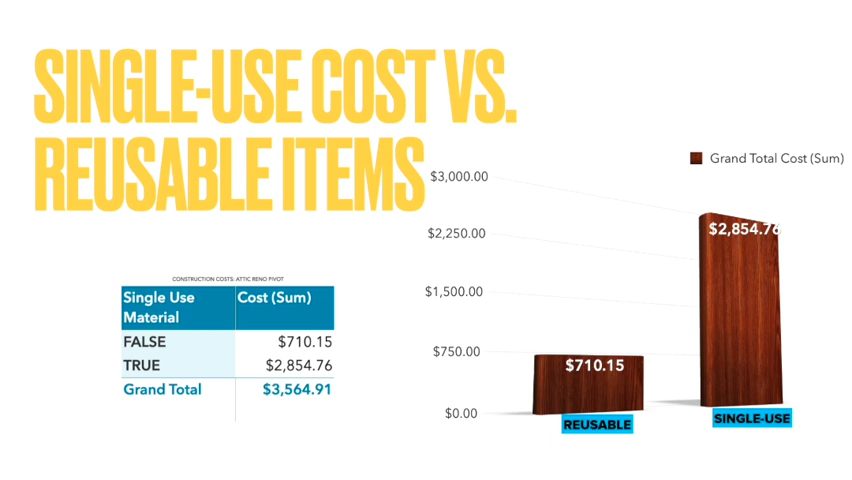 SINGLE-USE COST VS.
REUSABLE ITEMS
CONSTRUCTION COSTS: ATTIC RENO PIVOT
Single Use Material Cost (Sum)
FALSE $710.15
TRUE $2,854.76
Grand Total $3,564.91
Grand Total Cost (Sum)
$3,000.00
$2,250.00
$1,500.00
$750.00
$0.00
$710.15
$2,854.76
REUSABLE
SINGLE-USE